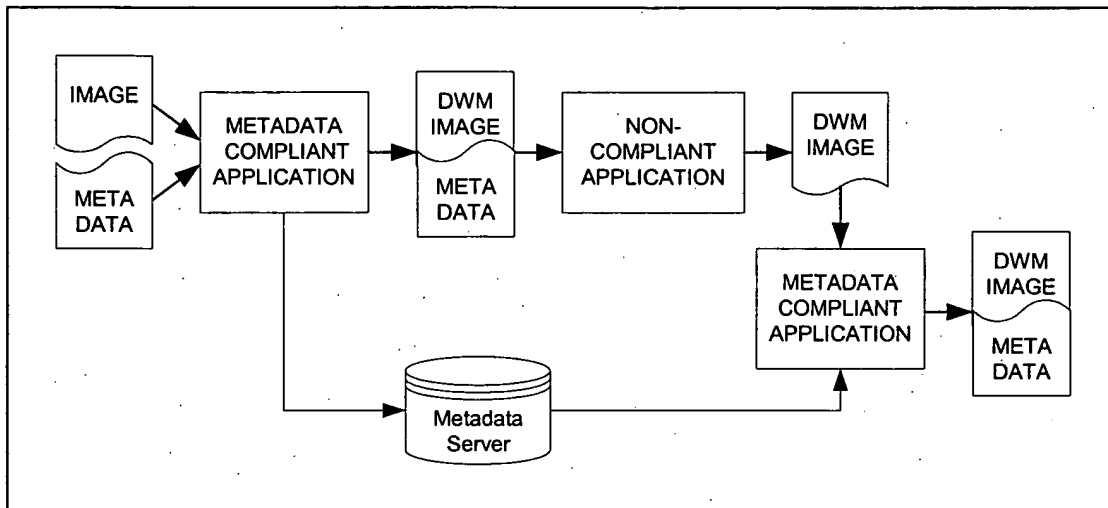 IMAGE
META
DATA
METADATA
COMPLIANT
APPLICATION
DWM
IMAGE
META
DATA
NON-
COMPLIANT
APPLICATION
DWM
IMAGE
METADATA
COMPLIANT
APPLICATION
DWM
IMAGE
META
DATA
Metadata
Server